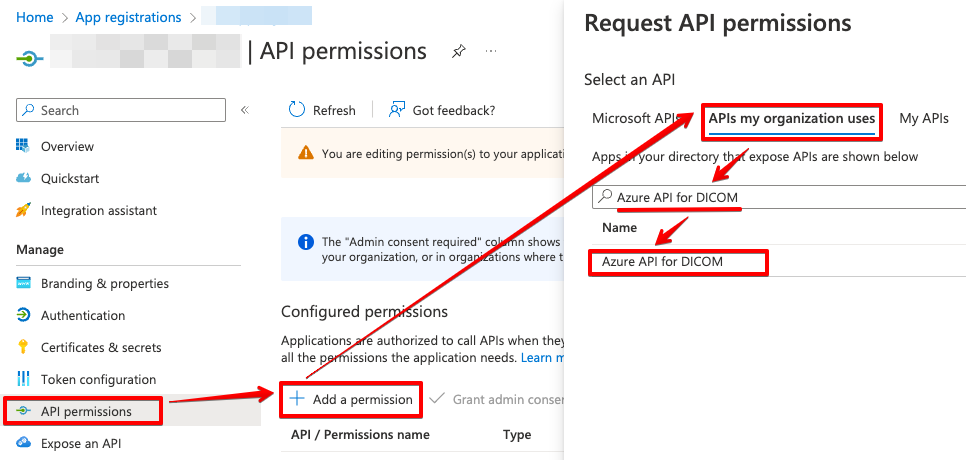 Home > App registrations >
| API permissions
Search
Overview
Quickstart
Integration assistant
Manage
Branding & properties
Authentication
Certificates & secrets
Token configuration
API permissions
Expose an API
Refresh
Got feedback?
You are editing permission(s) to your applicatio
The "Admin consent required" column shows
your organization, or in organizations where t
Configured permissions
Applications are authorized to call APIs when they
all the permissions the application needs. Learn m
Add a permission
Grant admin conser
API / Permissions name Type
Request API permissions
Select an API
Microsoft APIs APIs my organization uses My APIs
Apps in your directory that expose APIs are shown below
Azure API for DICOM
Name
Azure API for DICOM